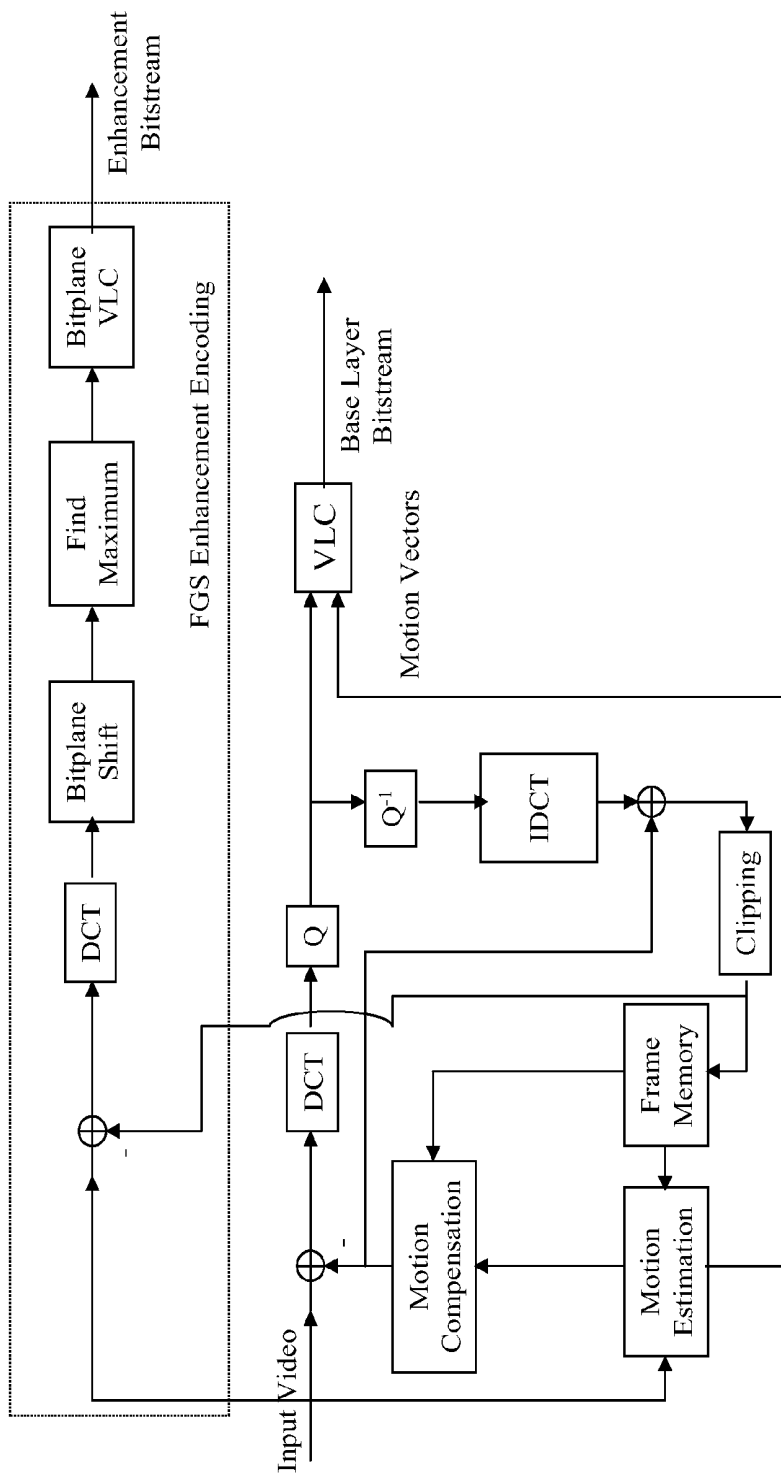 Enhancement
Bitstream
Bitplane
VLC
Find
Maximum
Bitplane
Shift
DCT
-
FGS Enhancement Encoding
Input Video
-
DCT
Q
VLC
Base Layer
Bitstream
Motion Vectors
Q-1
IDCT
Clipping
Motion
Compensation
Frame
Memory
Motion
Estimation